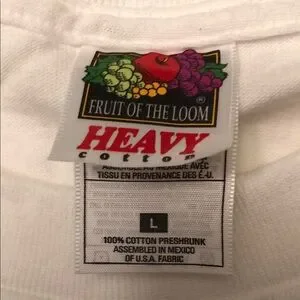 FRUIT OF THE LOOM ®
HEAVY
cotton
AU MEXIQUE AVEC
TISSU EN PROVENANCE DES É.-U.
L
100% COTTON PRESHRUNK
ASSEMBLED IN MEXICO
OF U.S.A. FABRIC